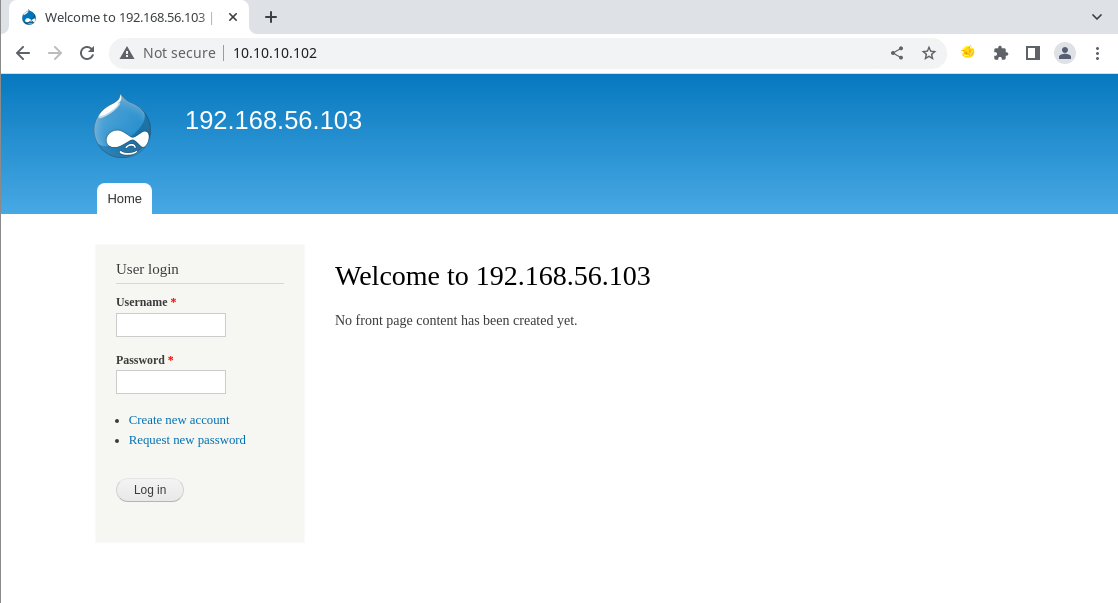 Welcome to 192.168.56.103 |
Not secure 10.10.10.102
192.168.56.103
Home
User login
Username *
Password *
Create new account
Request new password
Log in
Welcome to 192.168.56.103
No front page content has been created yet.